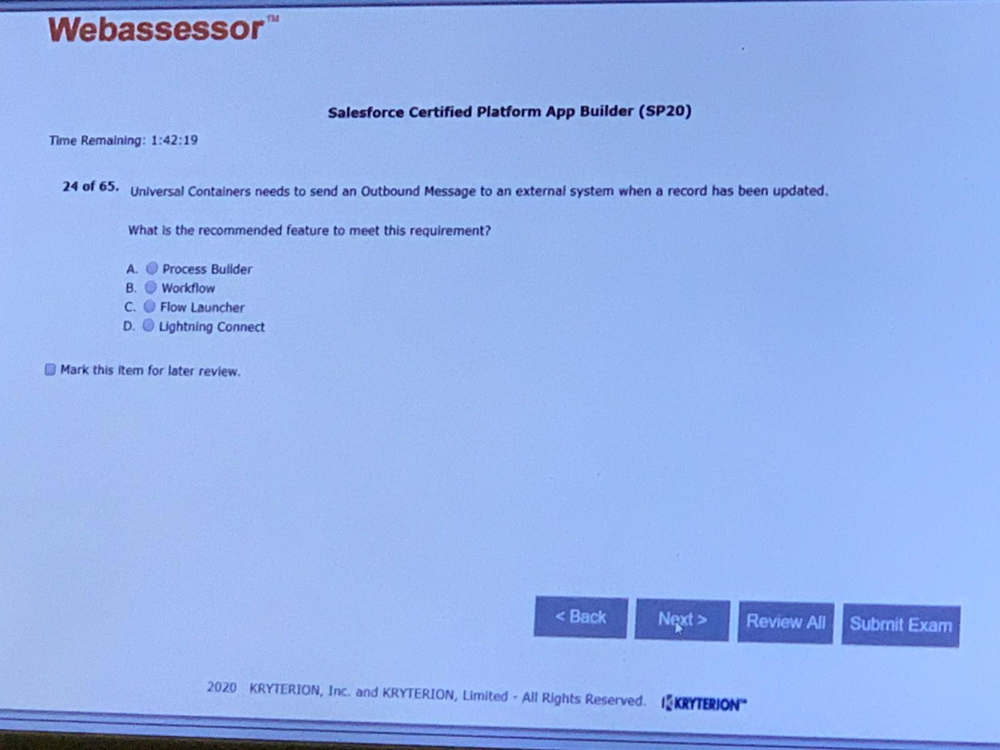 Webassessor™
Salesforce Certified Platform App Builder (SP20)
Time Remaining: 1:42:19
24 of 65. Universal Containers needs to send an Outbound Message to an external system when a record has been updated.
What is the recommended feature to meet this requirement?
A. Process Builder
B. Workflow
C. Flow Launcher
D. Lightning Connect
Mark this item for later review.
< Back Next > Review All Submit Exam
2020 KRYTERION, Inc. and KRYTERION, Limited - All Rights Reserved. KRYTERION™